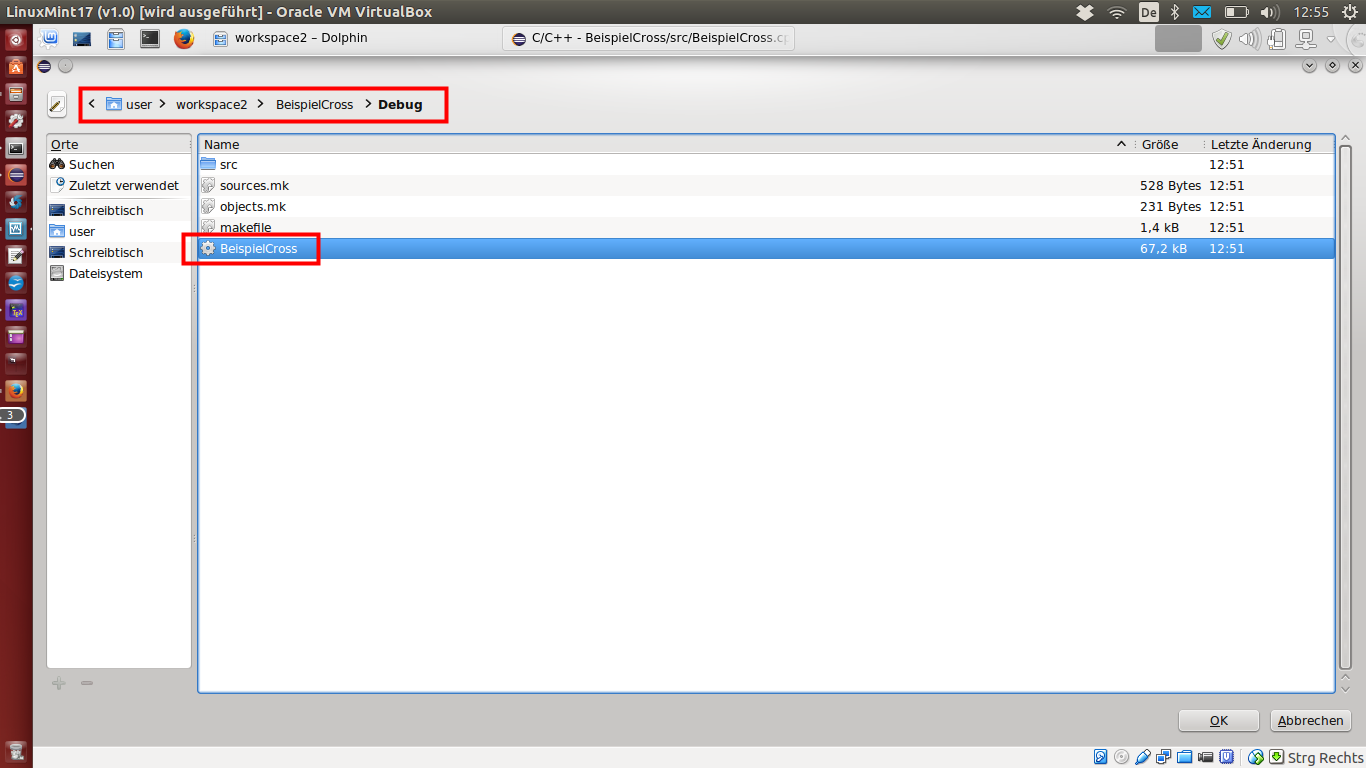 LinuxMint17 (v1.0) [wird ausgeführt] - Oracle VM VirtualBox De 12:55
workspace2 – Dolphin C/C++ - BeispielCross/src/BeispielCross.cp
user workspace2 BeispielCross Debug
Orte Name Größe Letzte Änderung
Suchen src 12:51
Zuletzt verwendet sources.mk 528 Bytes 12:51
Schreibtisch objects.mk 231 Bytes 12:51
user makefile 1,4 kB 12:51
Schreibtisch BeispielCross 67,2 kB 12:51
Dateisystem
3
OK Abbrechen
Strg Rechts